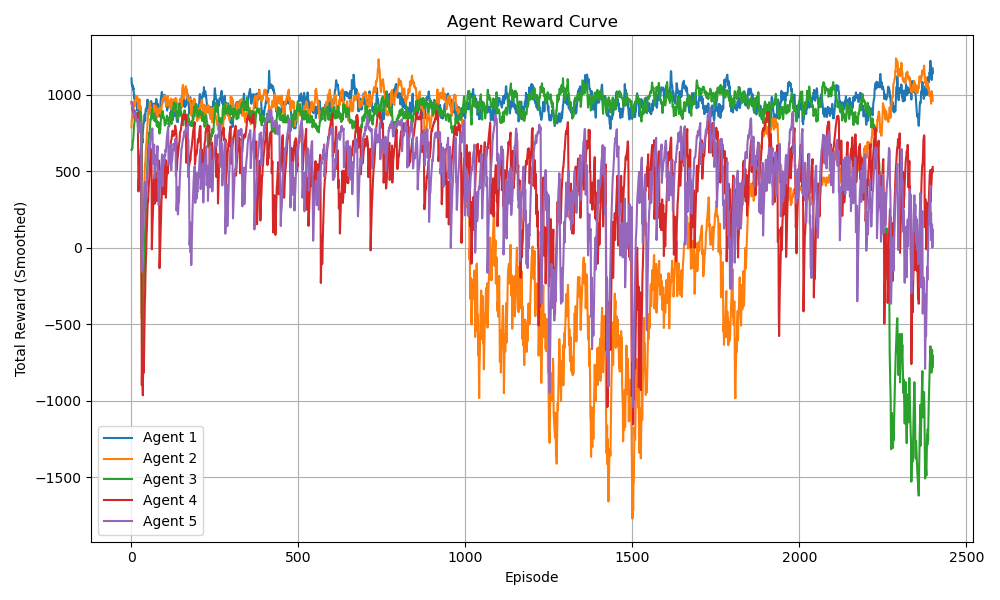 Agent Reward Curve
Total Reward (Smoothed)
1000
500
0
−500
−1000
−1500
Agent 1
Agent 2
Agent 3
Agent 4
Agent 5
0
500
1000
1500
2000
2500
Episode